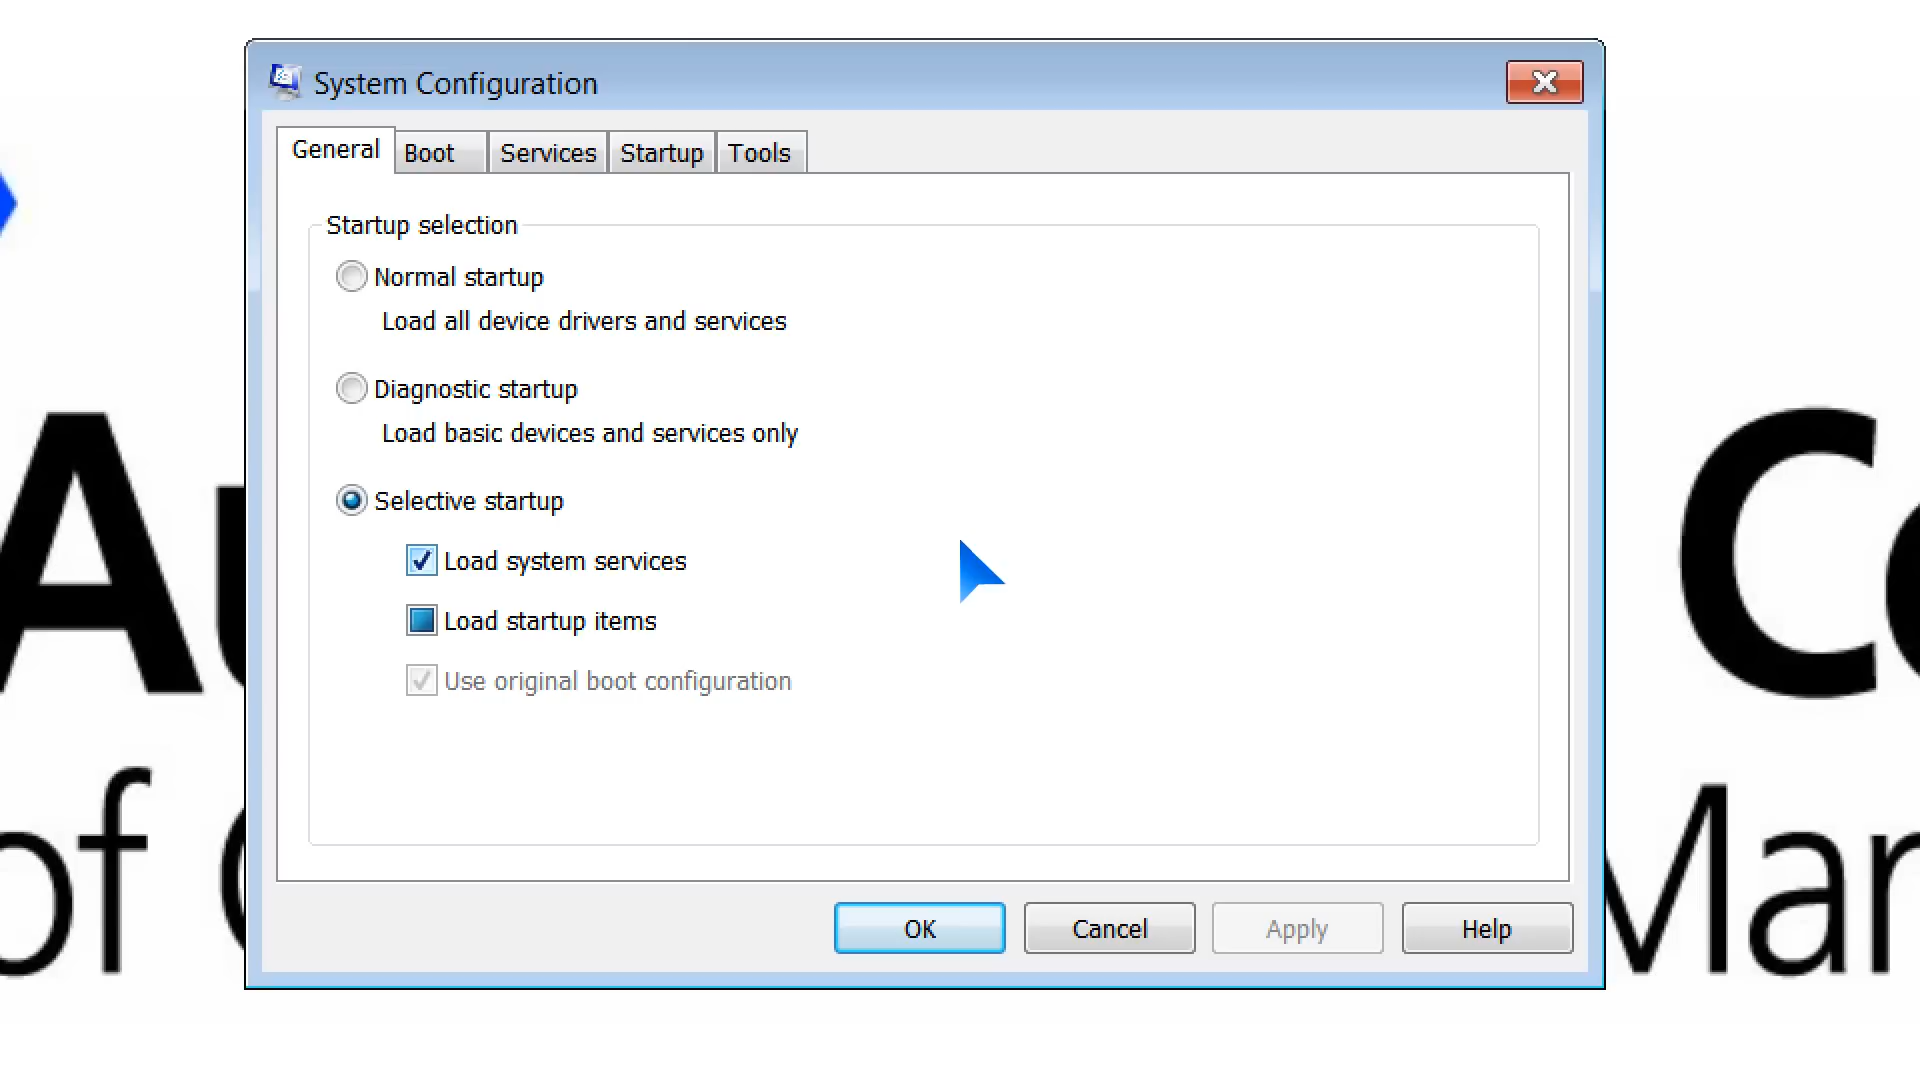 System Configuration
General Boot Services Startup Tools
Startup selection
Normal startup
Load all device drivers and services
Diagnostic startup
Load basic devices and services only
Selective startup
Load system services
Load startup items
Use original boot configuration
OK Cancel Apply Help
of